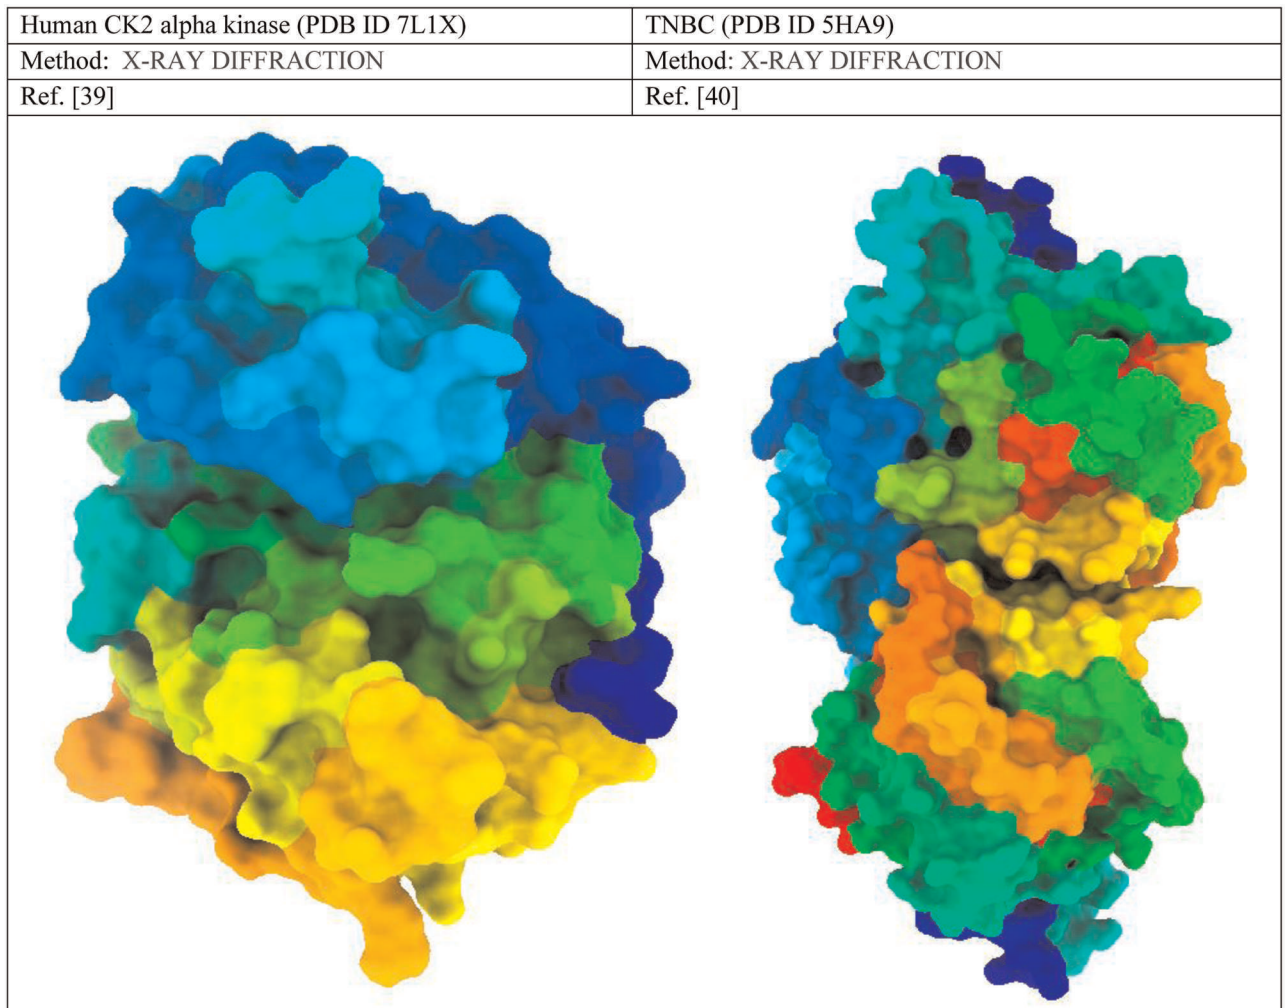 Human CK2 alpha kinase (PDB ID 7L1X)
TNBC (PDB ID 5HA9)
Method: X-RAY DIFFRACTION
Method: X-RAY DIFFRACTION
Ref. [39]
Ref. [40]